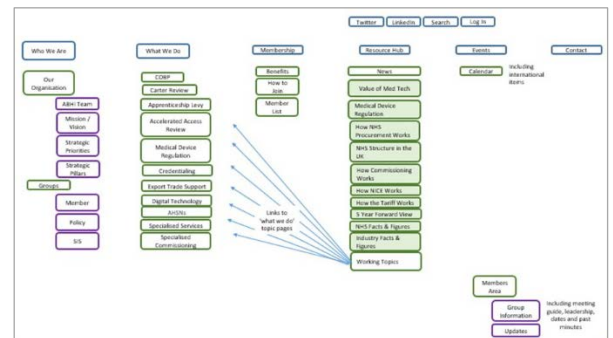 Twitter
LinkedIn
Search
Log In
Who We Are
What We Do
Membership
Resource Hub
Events
Contact
Our
Organisation
ABHI Team
Mission /
Vision
Strategic
Priorities
Strategic
Pillars
Groups
Member
Policy
SIS
CORP
Carter Review
Apprenticeship Levy
Accelerated Access
Review
Medical Device
Regulation
Credentialing
Export Trade Support
Digital Technology
AHSNs
Specialised Services
Specialised
Commissioning
Links to
'what we do'
topic pages
Benefits
How to
Join
Member
List
News
Value of Med Tech
Medical Device
Regulation
How NHS
Procurement Works
NHS Structure in the
UK
How Commissioning
Works
How NICE Works
How the Tariff Works
5 Year Forward View
NHS Facts & Figures
Industry Facts &
Figures
Working Topics
Calendar
Including
international
items
Members
Area
Group
Information
Updates
Including meeting
guide, leadership,
dates and past
minutes